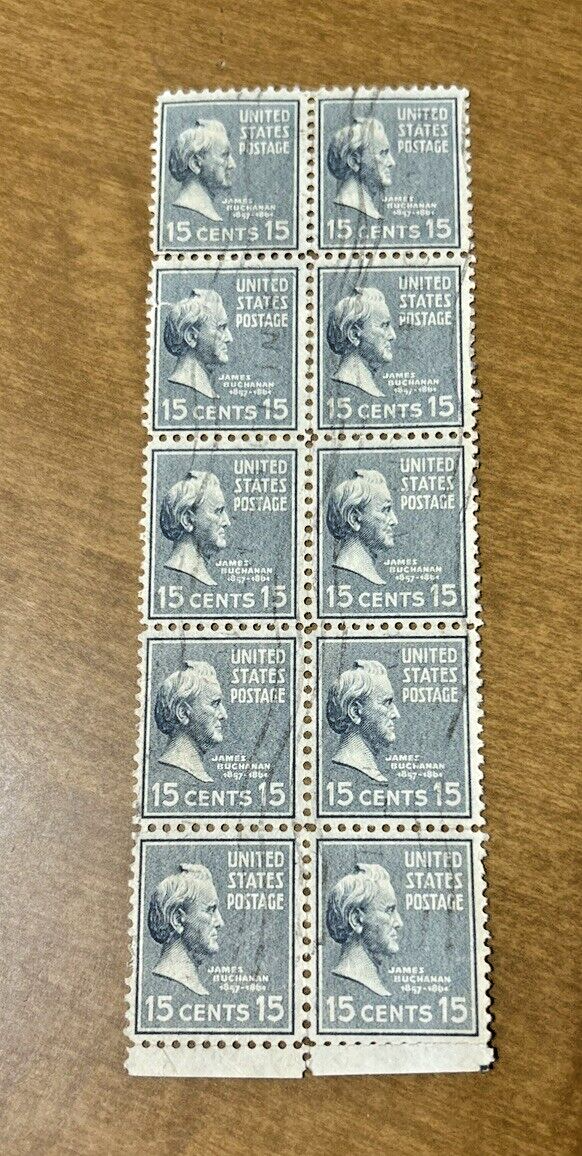 UNITED
STATES
POSTAGE
JAMES
BUCHANAN
1857-1861
15 CENTS 15
UNITED
STATES
POSTAGE
JAMES
BUCHANAN
1857-1861
15 CENTS 15
UNITED
STATES
POSTAGE
JAMES
BUCHANAN
1857-1861
15 CENTS 15
UNITED
STATES
POSTAGE
JAMES
BUCHANAN
1857-1861
15 CENTS 15
UNITED
STATES
POSTAGE
JAMES
BUCHANAN
1857-1861
15 CENTS 15
UNITED
STATES
POSTAGE
JAMES
BUCHANAN
1857-1861
15 CENTS 15
UNITED
STATES
POSTAGE
JAMES
BUCHANAN
1857-1861
15 CENTS 15
UNITED
STATES
POSTAGE
JAMES
BUCHANAN
1857-1861
15 CENTS 15
UNITED
STATES
POSTAGE
JAMES
BUCHANAN
1857-1861
15 CENTS 15
UNITED
STATES
POSTAGE
JAMES
BUCHANAN
1857-1861
15 CENTS 15